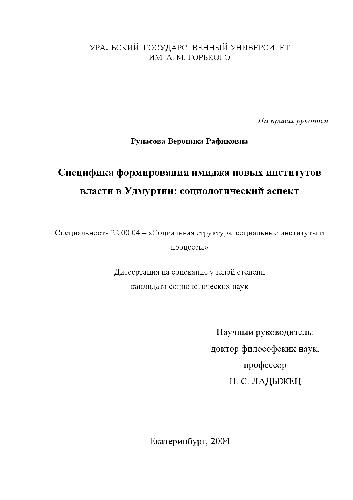 УРАЛЬСКИЙ ГОСУДАРСТВЕННЫЙ УНИВЕРСИТЕТ
ИМ. А. М. ГОРЬКОГО
На правах рукописи
Вероника Рафиковна
Специфика формирования имиджа новых институтов
власти в Удмуртии: социологический аспект
Специальность 22.00.04 – «Социальная структура, социальные институты и
процессы»
Диссертация на соискание ученой степени
кандидата социологических наук
Научный руководитель:
доктор философских наук,
профессор
Н. С. ЛАДЫЖЕЦ
Екатеринбург, 2004